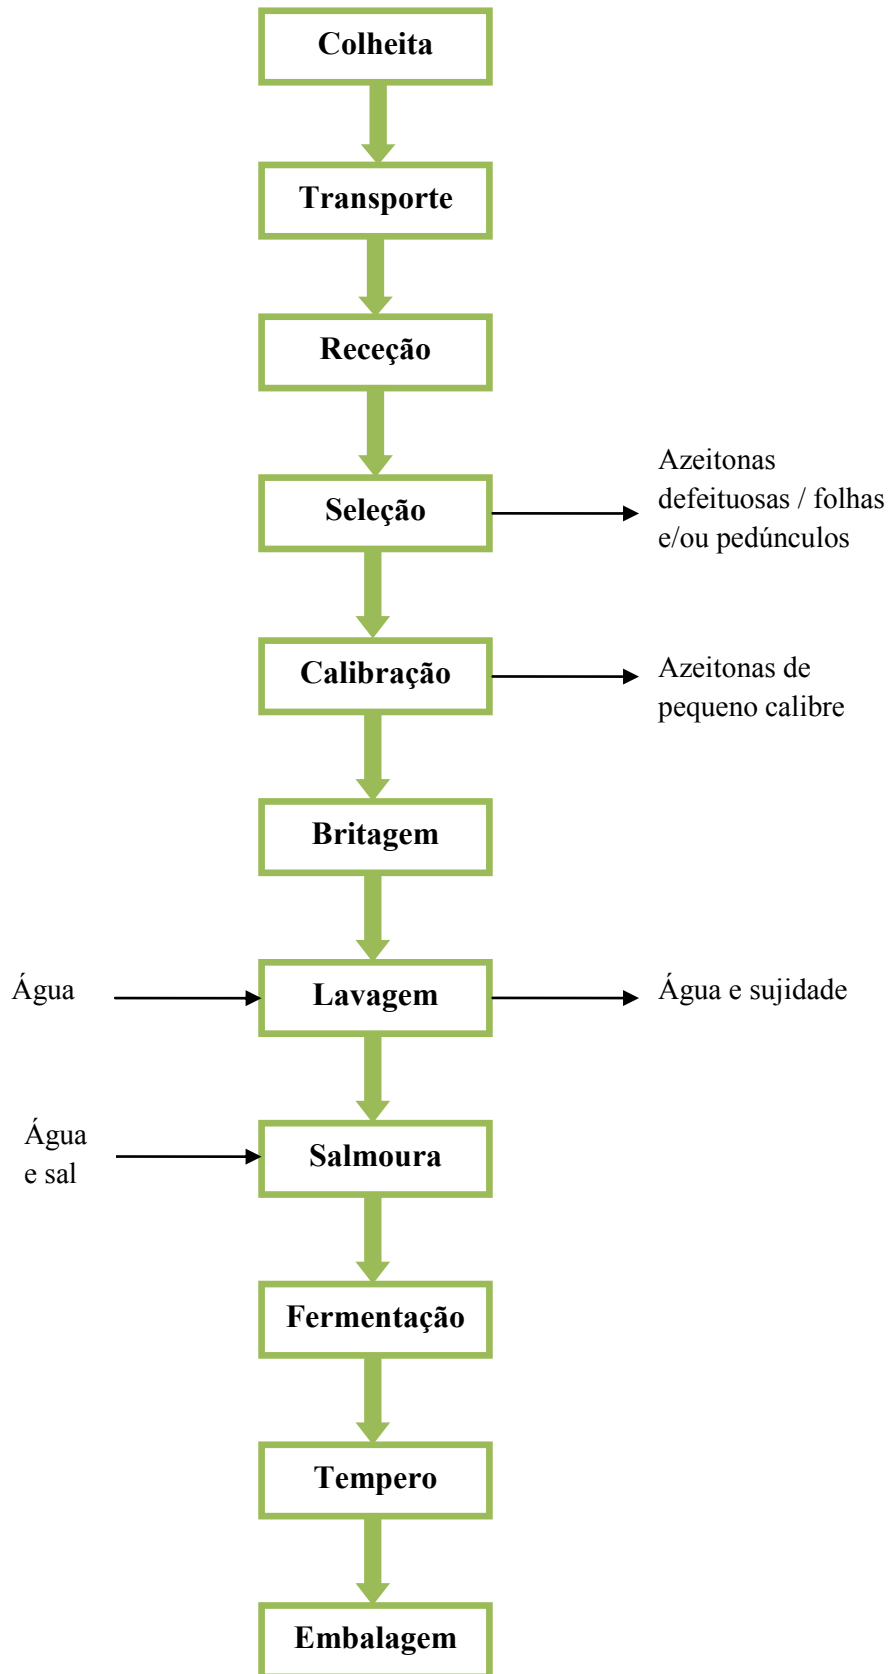 Colheita
Transporte
Receção
Seleção
Azeitonas
defeituosas / folhas
e/ou pedúnculos
Calibração
Azeitonas de
pequeno calibre
Britagem
Água
Lavagem
Água e sujidade
Água
e sal
Salmoura
Fermentação
Tempero
Embalagem